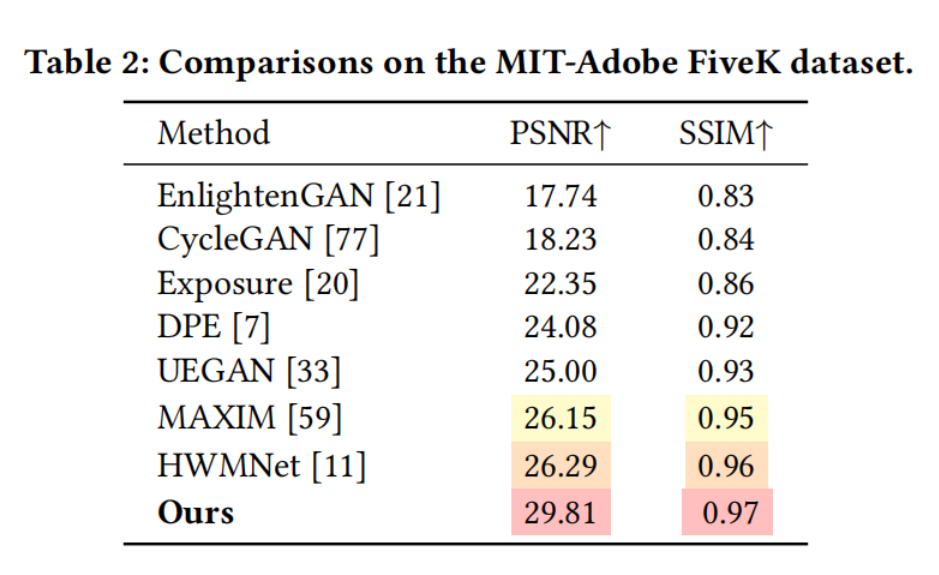 Table 2: Comparisons on the MIT-Adobe FiveK dataset.
Method PSNR↑ SSIM↑
EnlightenGAN [21] 17.74 0.83
CycleGAN [77] 18.23 0.84
Exposure [20] 22.35 0.86
DPE [7] 24.08 0.92
UEGAN [33] 25.00 0.93
MAXIM [59] 26.15 0.95
HWMNet [11] 26.29 0.96
Ours 29.81 0.97